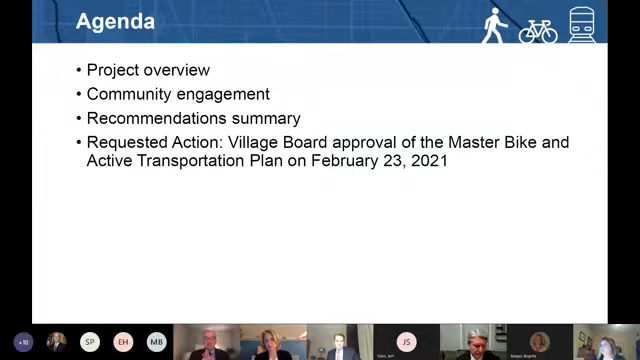 Agenda
• Project overview
• Community engagement
• Recommendations summary
• Requested Action: Village Board approval of the Master Bike and
Active Transportation Plan on February 23, 2021
+10
SP
EH
MB
JS